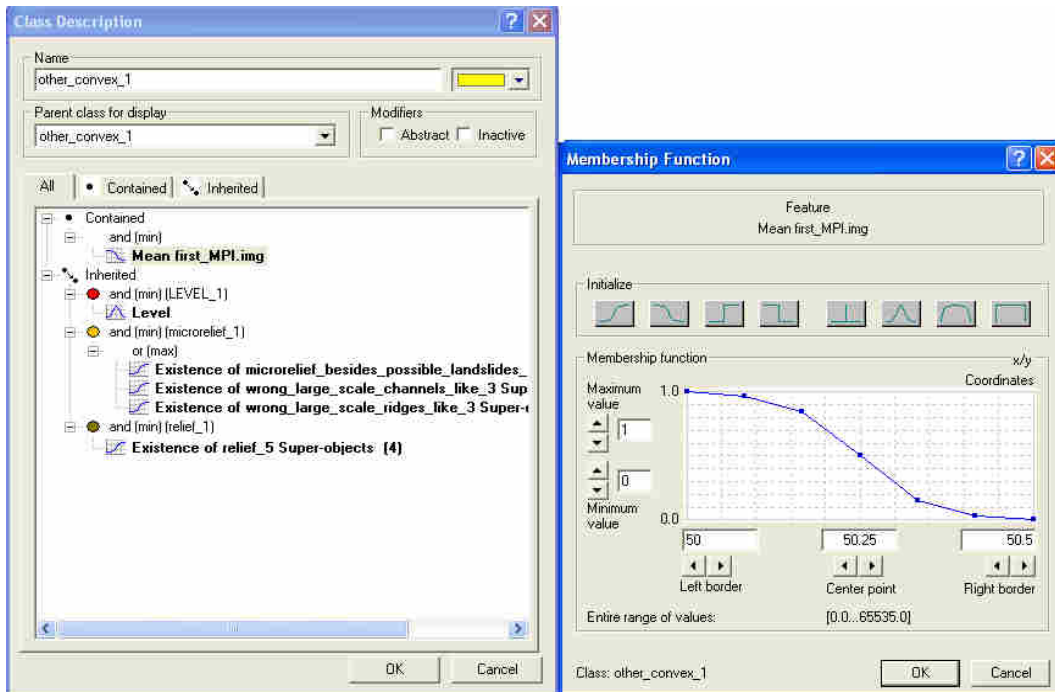 Class Description
Name
other_convex_1
Parent class for display
other_convex_1
Modifiers
Abstract
Inactive
All
Contained
Inherited
Contained
and (min)
Mean first_MPI.img
Inherited
and (min) (LEVEL_1)
Level
and (min) (microrelief_1)
or (max)
Existence of microrelief_besides_possible_landslides_
Existence of wrong_large_scale_channels_like_3 Sup
Existence of wrong_large_scale_ridges_like_3 Super-
and (min) (relief_1)
Existence of relief_5 Super-objects (4)
OK
Cancel
Membership Function
Feature
Mean first_MPI.img
Initialize
Membership function
x/y
Coordinates
Maximum
value
1
0
Minimum
value
1.0
0.0
50
50.25
50.5
Left border
Center point
Right border
Entire range of values:
[0.0...65535.0]
Class: other_convex_1
OK
Cancel